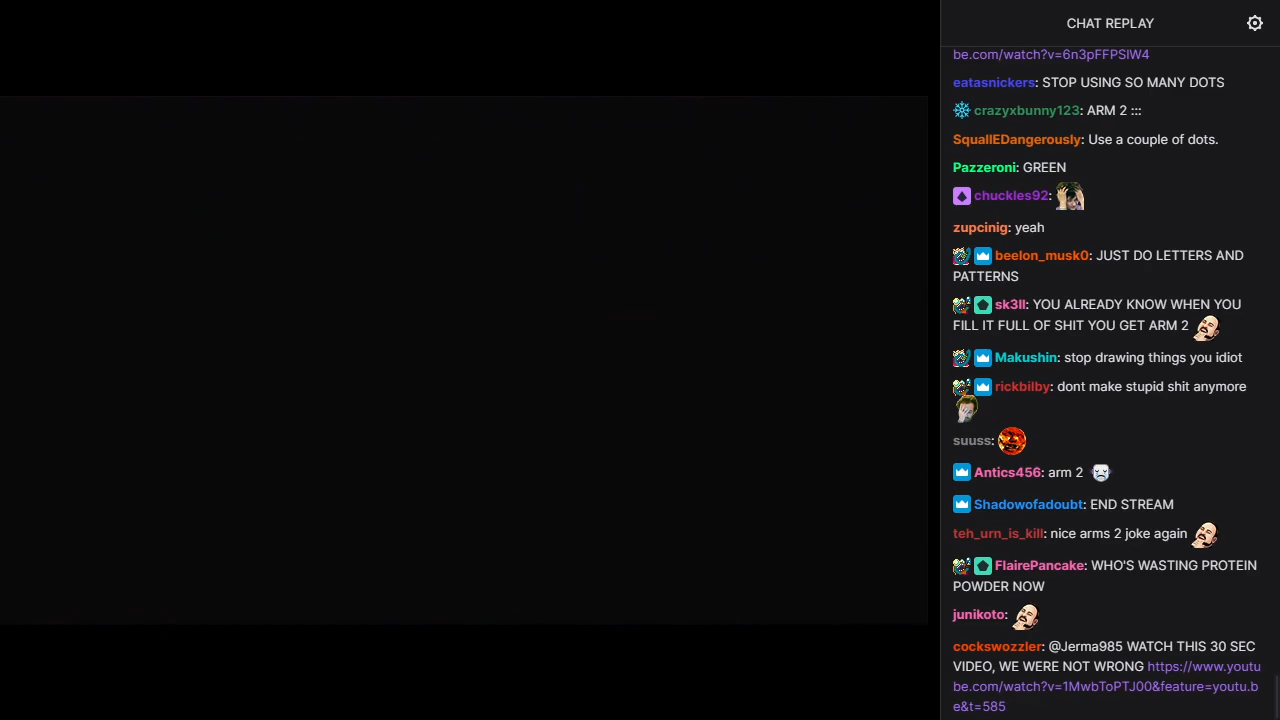 CHAT REPLAY
be.com/watch?v=6n3pFFPSIW4
eatasnickers: STOP USING SO MANY DOTS
crazyxbunny123: ARM 2 :::
SquallEDangerously: Use a couple of dots.
Pazzeroni: GREEN
chuckles92:
zupcinig: yeah
beelon_musk0: JUST DO LETTERS AND
PATTERNS
sk3ll: YOU ALREADY KNOW WHEN YOU
FILL IT FULL OF SHIT YOU GET ARM 2
Makushin: stop drawing things you idiot
rickbilby: dont make stupid shit anymore
suuss:
Antics456: arm 2
Shadowofadoubt: END STREAM
teh_urn_is_kill: nice arms 2 joke again
FlairePancake: WHO'S WASTING PROTEIN
POWDER NOW
junikoto:
cockswozzler: @Jerma985 WATCH THIS 30 SEC
VIDEO, WE WERE NOT WRONG https://www.youtu
be.com/watch?v=1MwbToPTJ00&feature=youtu.b
e&t=585